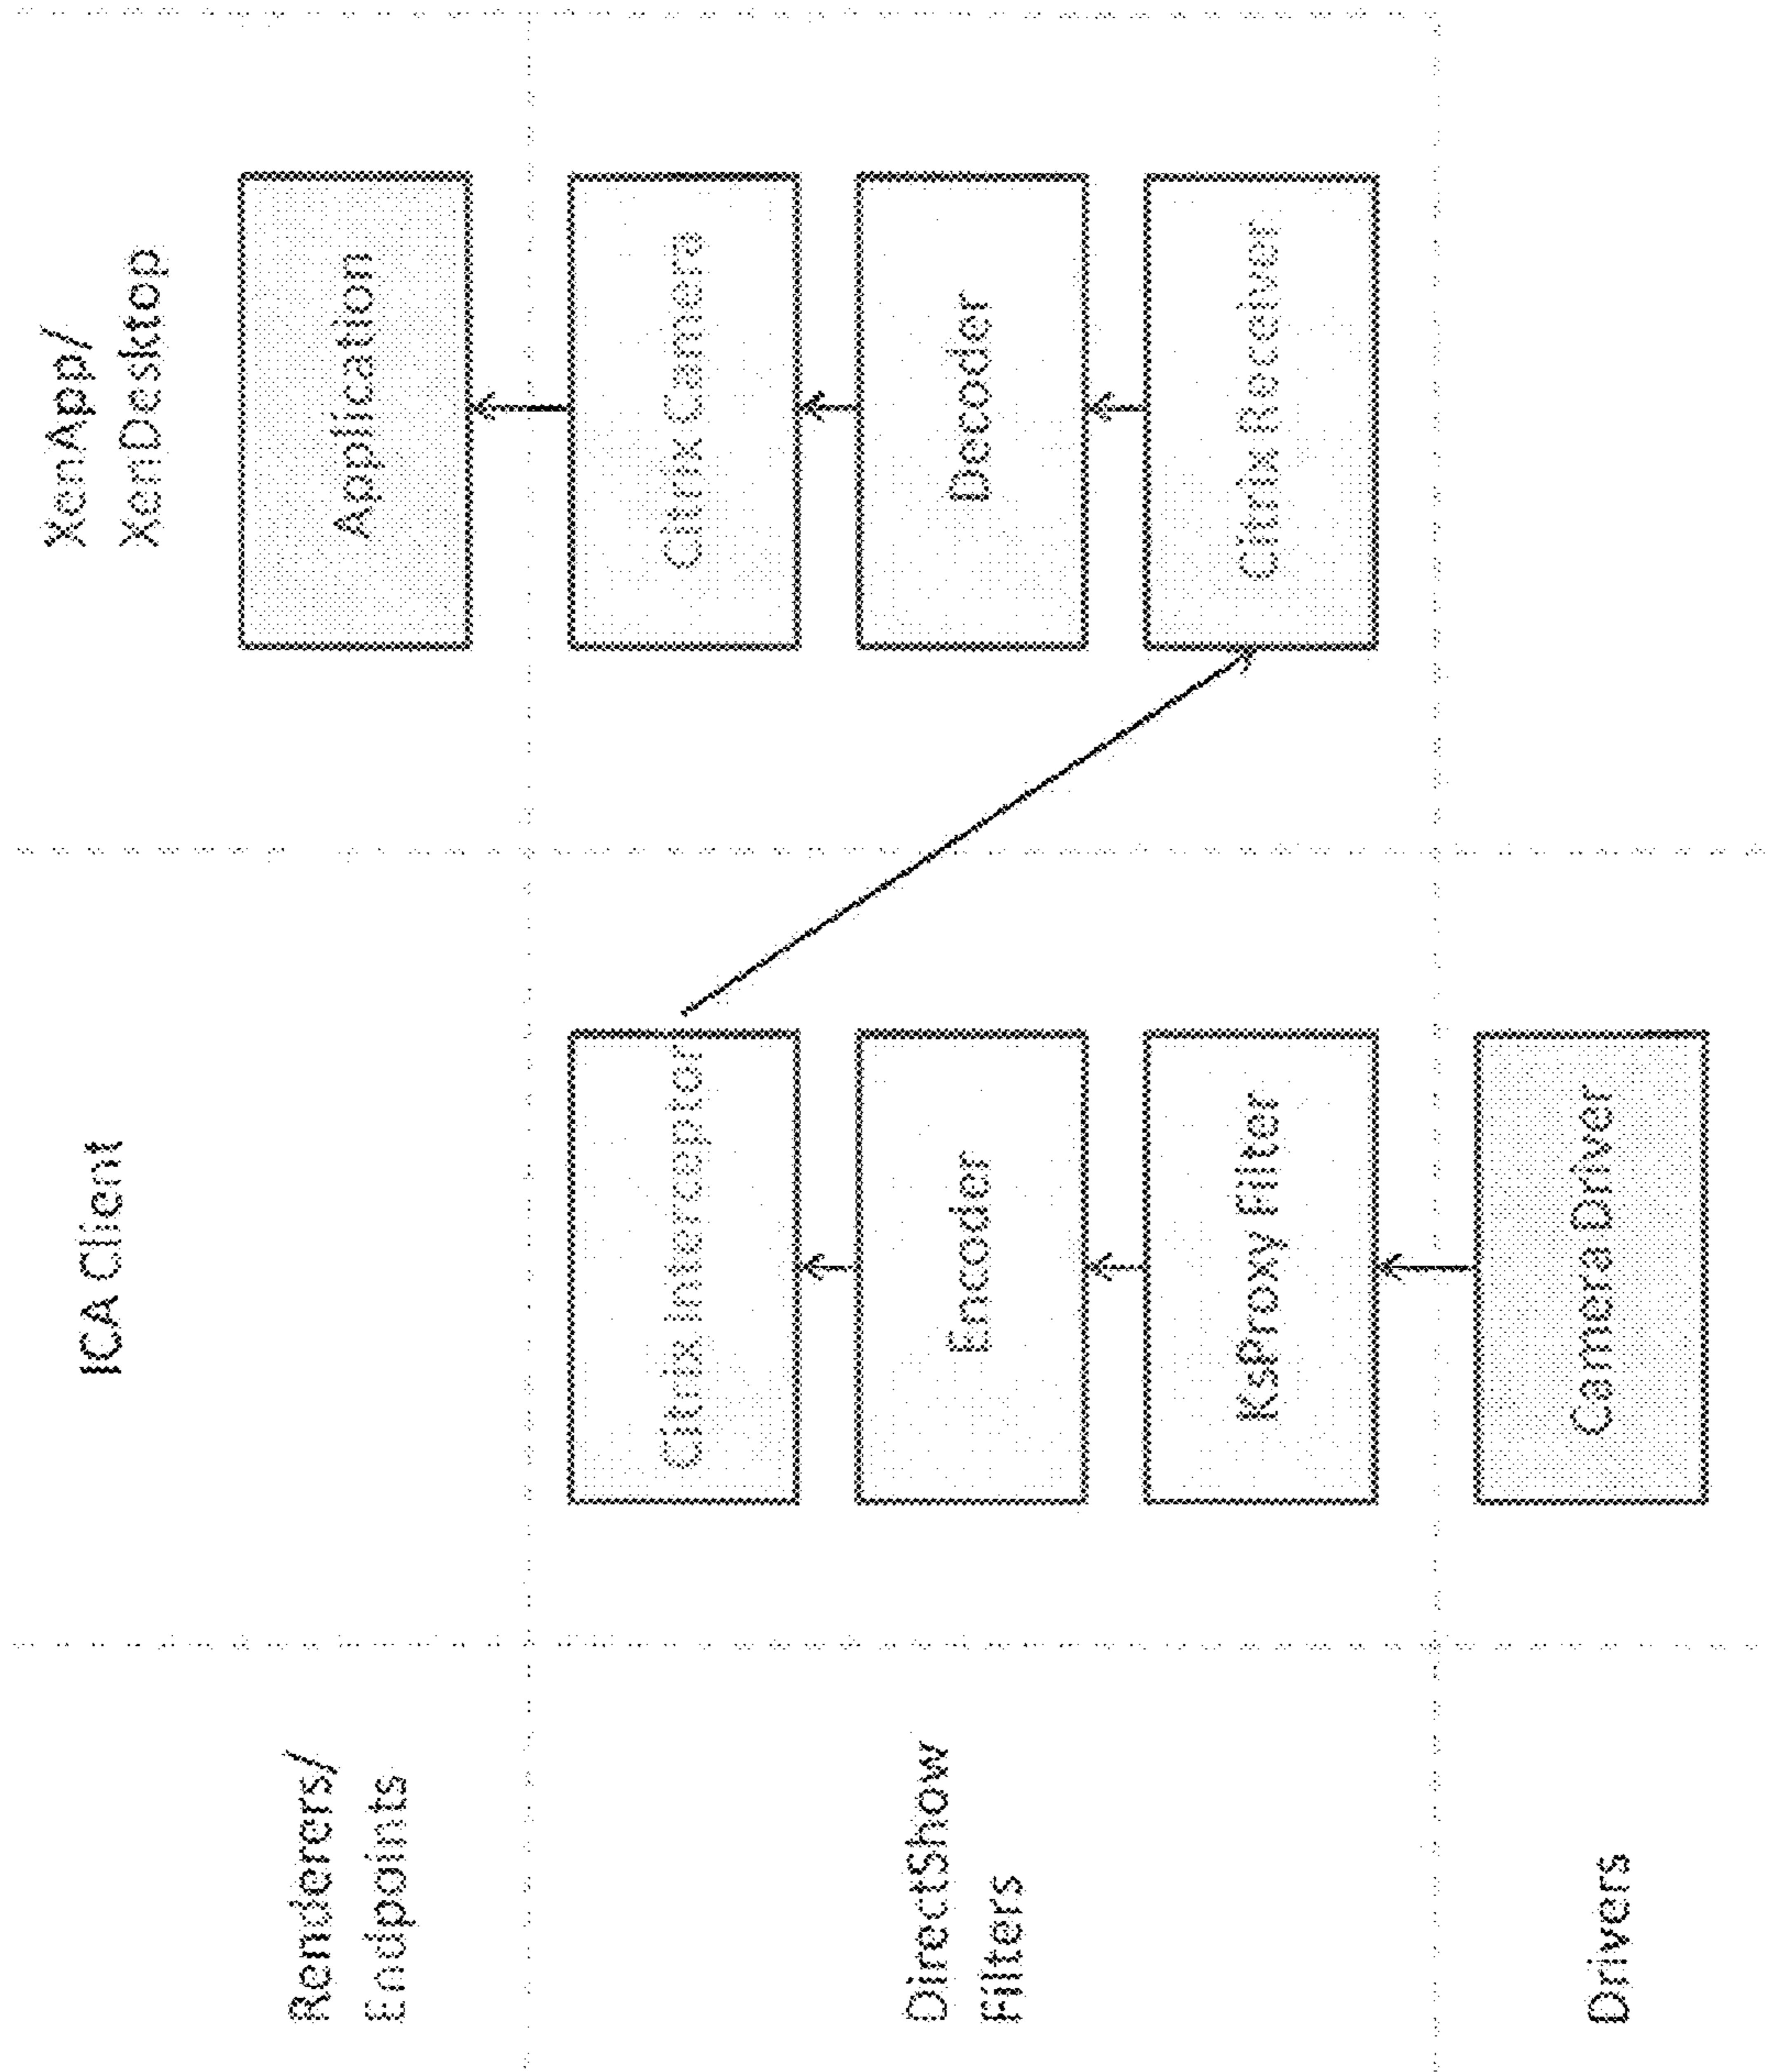 ICA Client
XenApp/
XenDesktop
Renderers/
Endpoints
Application
DirectShow
Filters
Citrix Interceptor
Citrix Camera
Encoder
Decoder
KsProxy Filter
Citrix Receiver
Drivers
Camera Driver